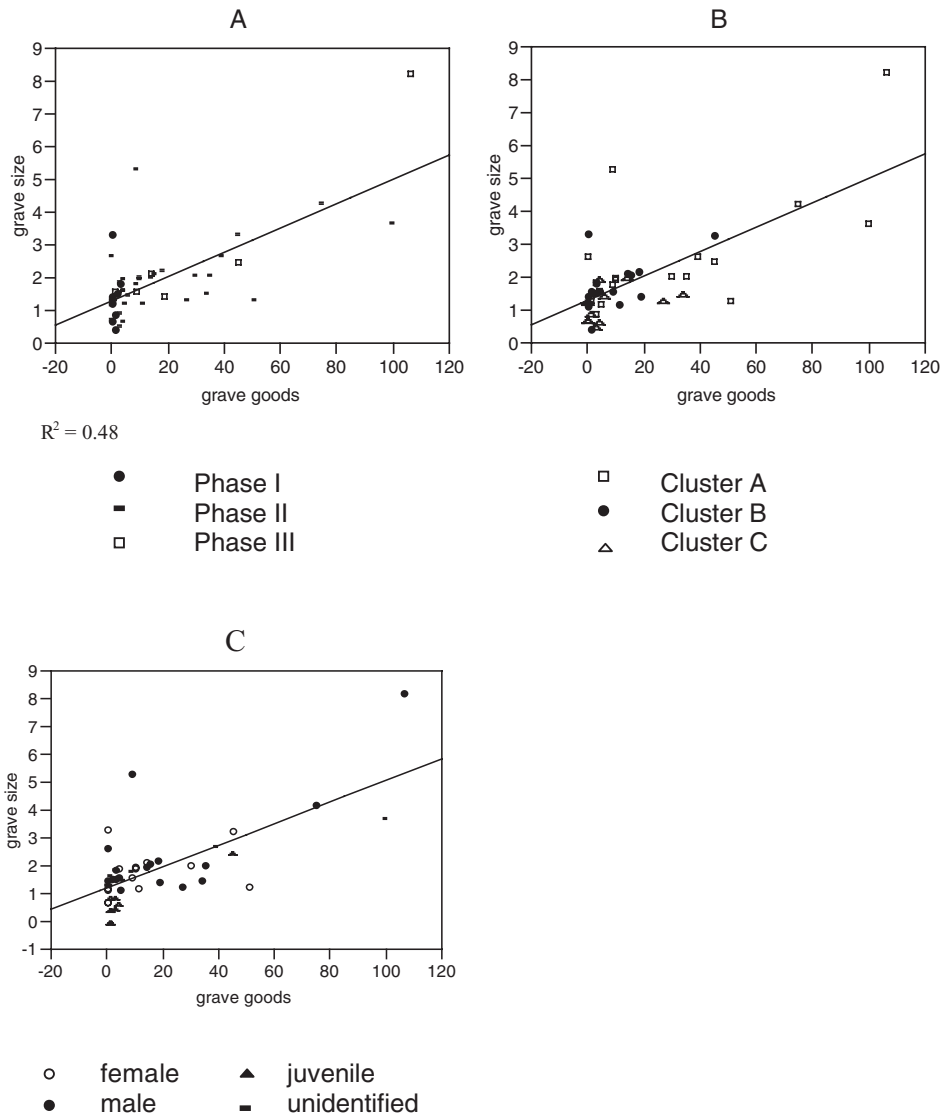 A
9
8
7
6
5
4
3
2
1
0
grave size
-20 0 20 40 60 80 100 120
grave goods
R² = 0.48
Phase I
Phase II
Phase III
B
9
8
7
6
5
4
3
2
1
0
grave size
-20 0 20 40 60 80 100 120
grave goods
Cluster A
Cluster B
Cluster C
C
9
8
7
6
5
4
3
2
1
0
-1
grave size
-20 0 20 40 60 80 100 120
grave goods
female
male
juvenile
unidentified